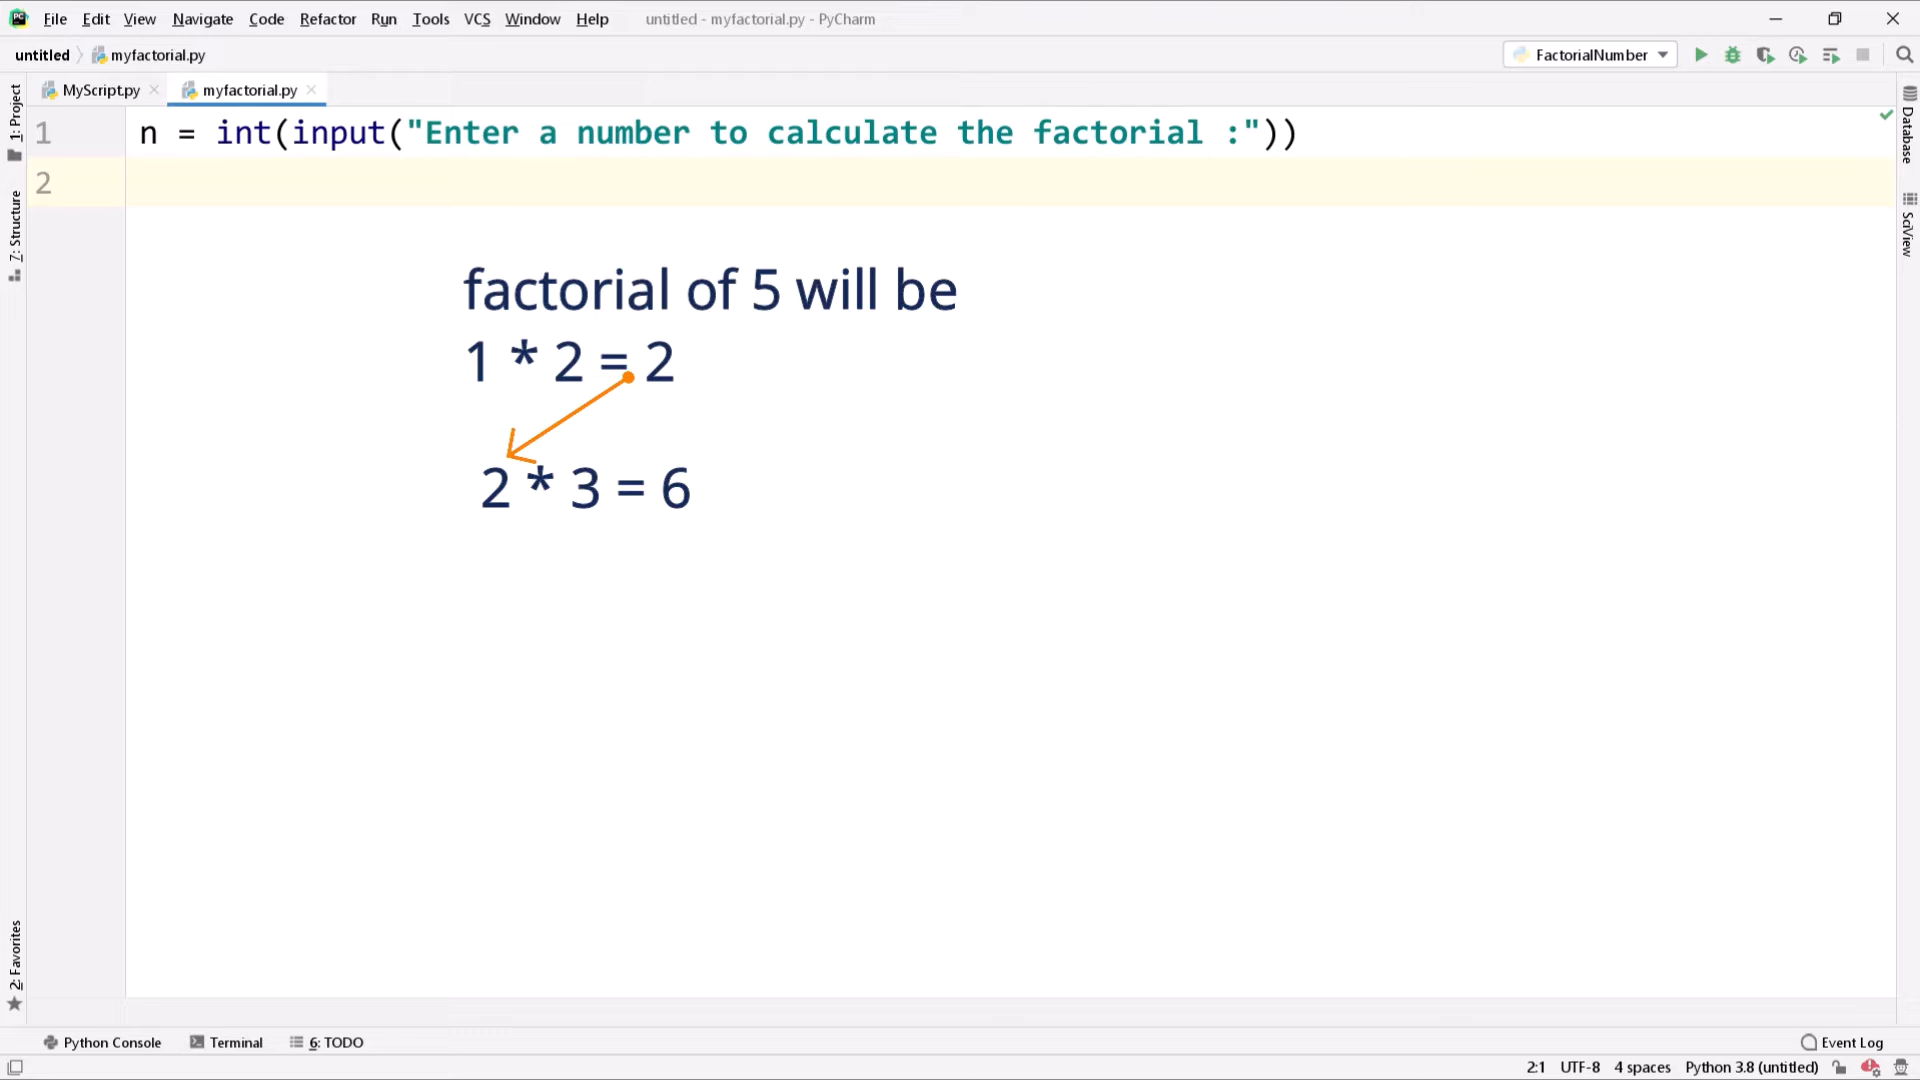 File Edit View Navigate Code Refactor Run Tools VCS Window Help untitled - myfactorial.py - PyCharm
untitled myfactorial.py FactorialNumber
MyScript.py myfactorial.py
1 n = int(input("Enter a number to calculate the factorial :"))
2
factorial of 5 will be
1 * 2 = 2
2 * 3 = 6
1: Project
7: Structure
2: Favorites
Database
SciView
Python Console Terminal 6: TODO Event Log
2:1 UTF-8 4 spaces Python 3.8 (untitled)